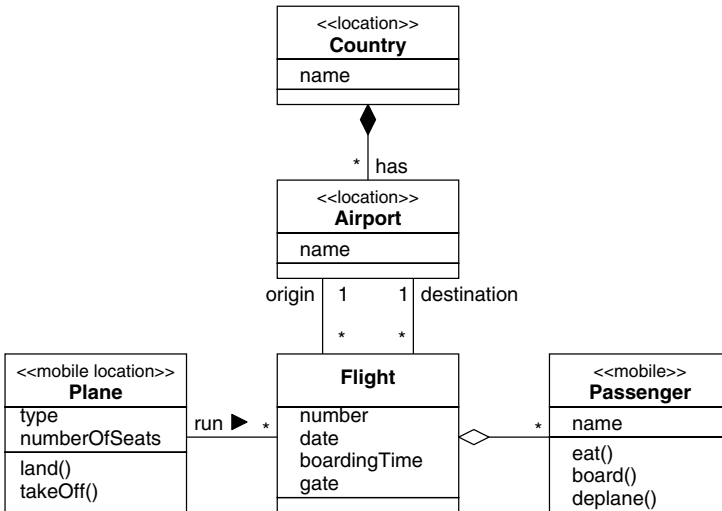 <<location>>
Country
name
* has
<<location>>
Airport
name
origin 1 1 destination
* *
<<mobile location>>
Plane
type
numberOfSeats
land()
takeOff()
run ▶ *
Flight
number
date
boardingTime
gate
*
<<mobile>>
Passenger
name
eat()
board()
deplane()